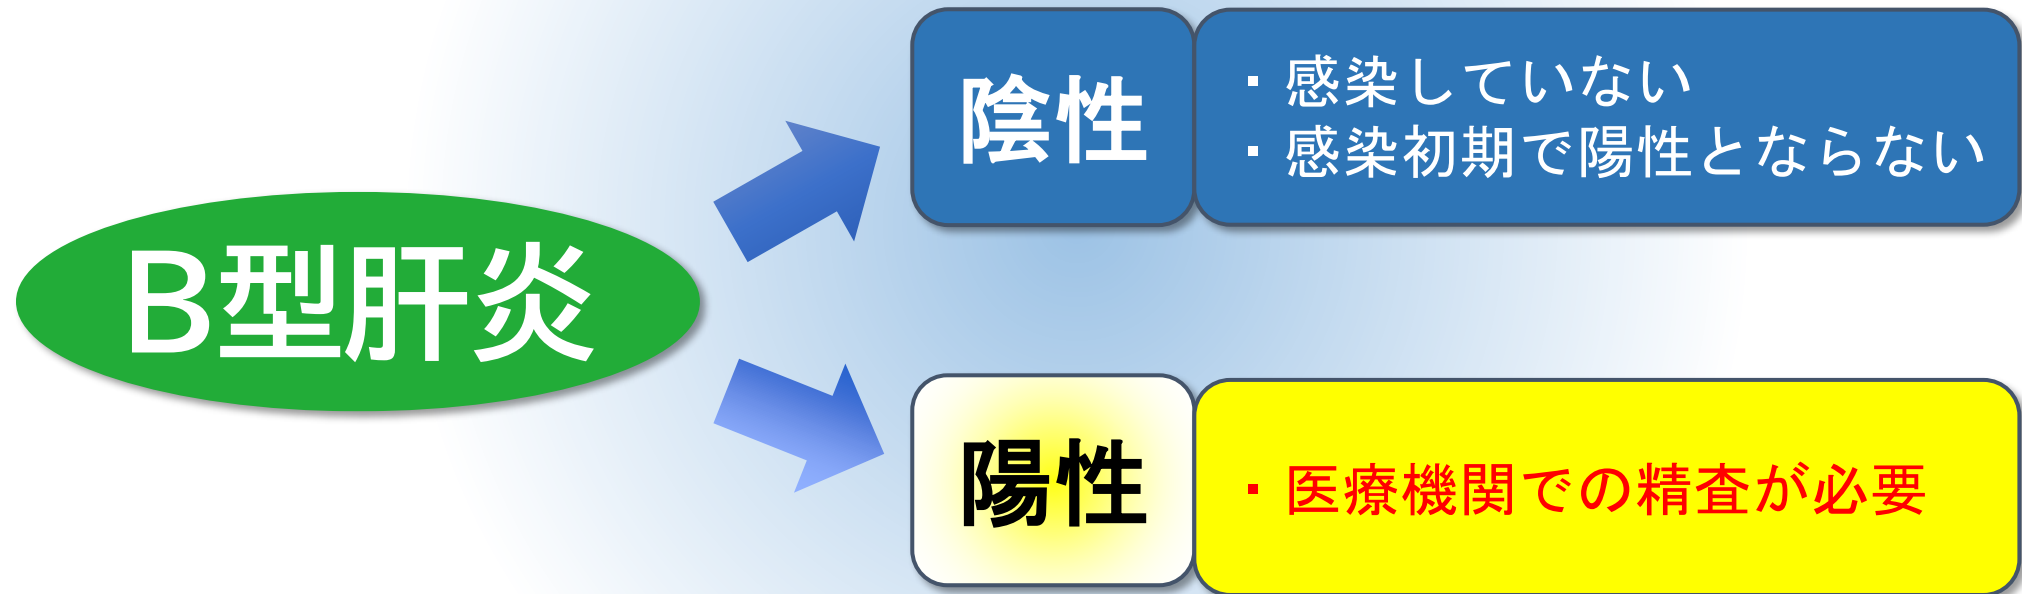 B型肝炎
陰性
・感染していない
・感染初期で陽性とならない
陽性
・医療機関での精査が必要